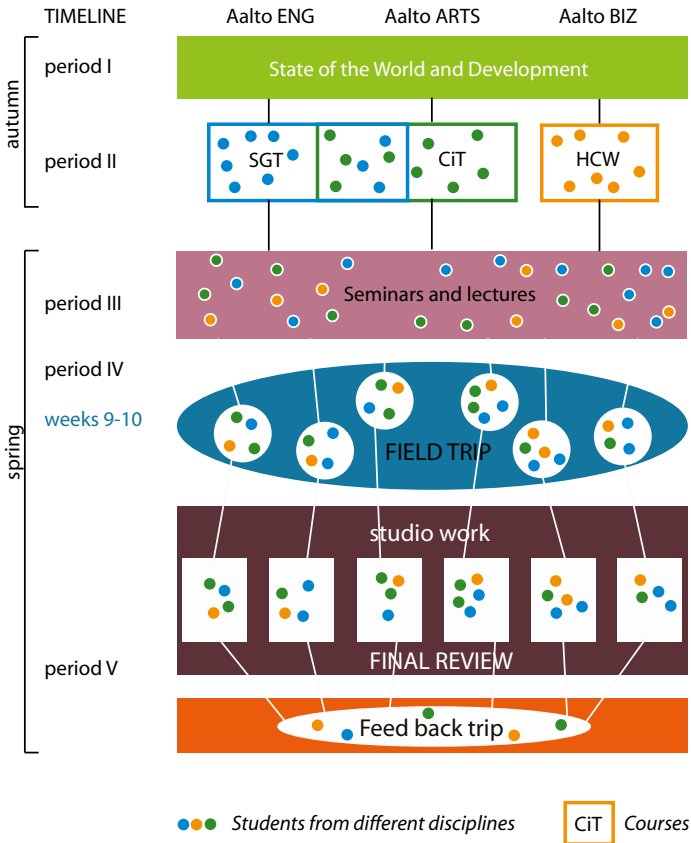 TIMELINE
Aalto ENG
Aalto ARTS
Aalto BIZ
autumn
period I
State of the World and Development
period II
SGT
CiT
HCW
spring
period III
Seminars and lectures
period IV
weeks 9-10
FIELD TRIP
studio work
FINAL REVIEW
period V
Feed back trip
Students from different disciplines
CiT
Courses